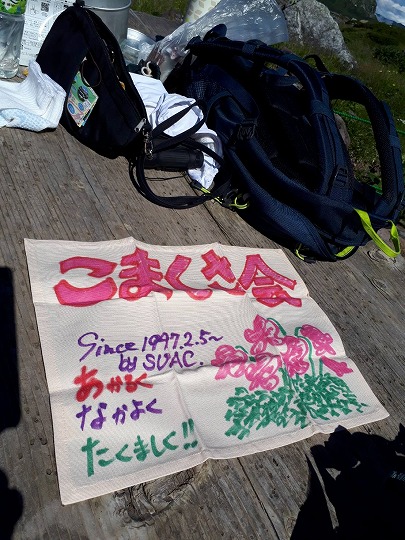 こまくさ会
Since 1997.2.5~
by SUAC.
あかるく
なかよく
たくましく!!